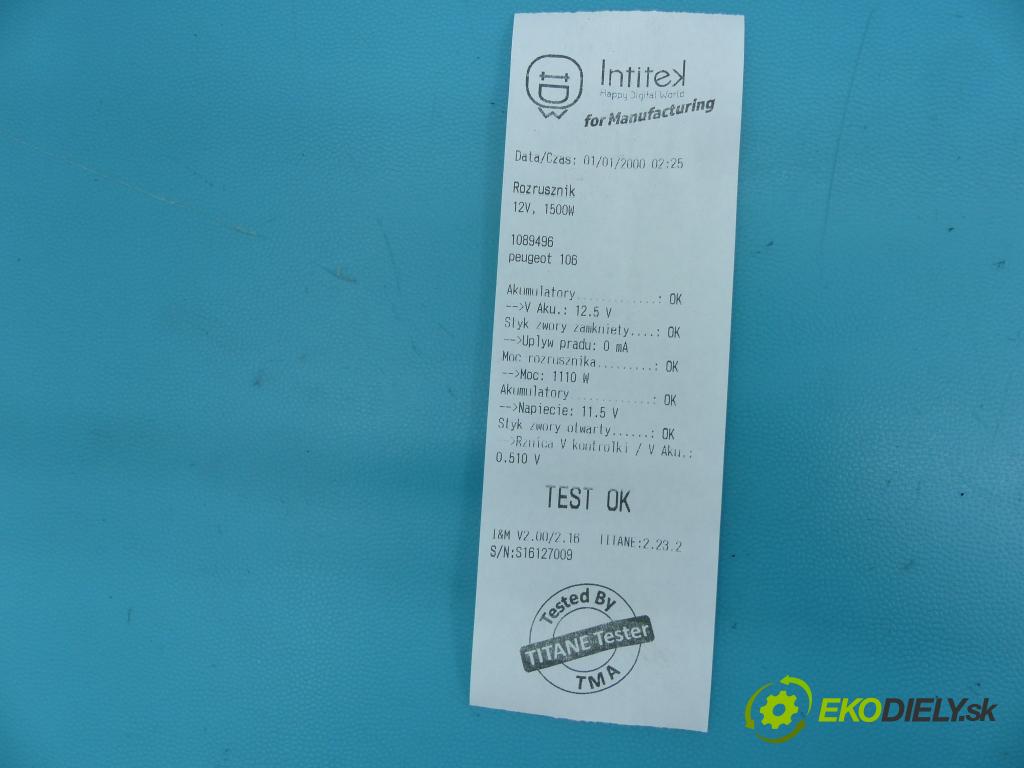 Intitek
Happy Digital World
for Manufacturing
Data/Czas: 01/01/2000 02:25
Rozrusznik
12V, 1500W
1089496
peugeot 106
Akumulatory............: OK
-->V Aku.: 12.5 V
Styk zwory zamkniety....: OK
-->Uplyw pradu: 0 mA
Moc rozrusznika.........: OK
-->Moc: 1110 W
Akumulatory ............: OK
-->Napiecie: 11.5 V
Styk zwory otwarty......: OK
-->Rznica V kontrolki / V Aku.:
0.510 V
TEST OK
I&M V2.00/2.16 TITANE:2.23.2
S/N:S16127009
Tested By
TITANE Tester
TMA
EKODIELY.sk